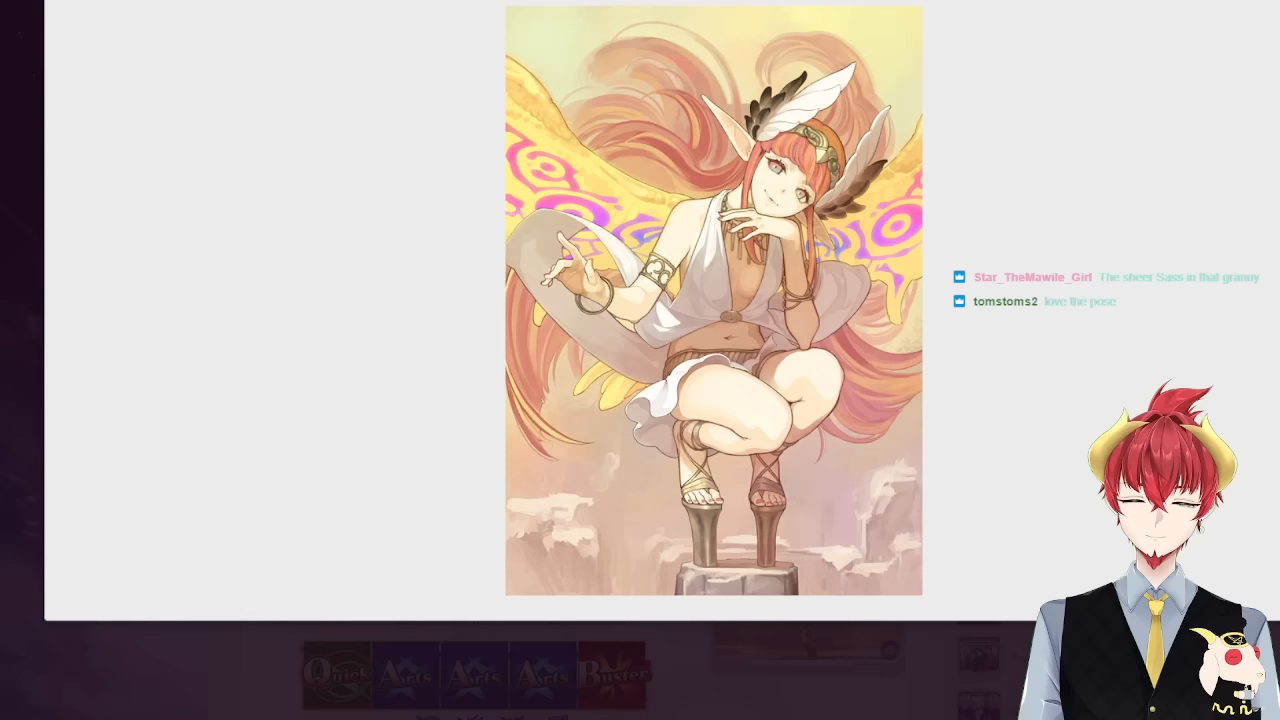 Star_TheMawile_Girl The sheer Sass in that granny
tomstoms2 love the pose
Quick Arts Arts Arts Buster